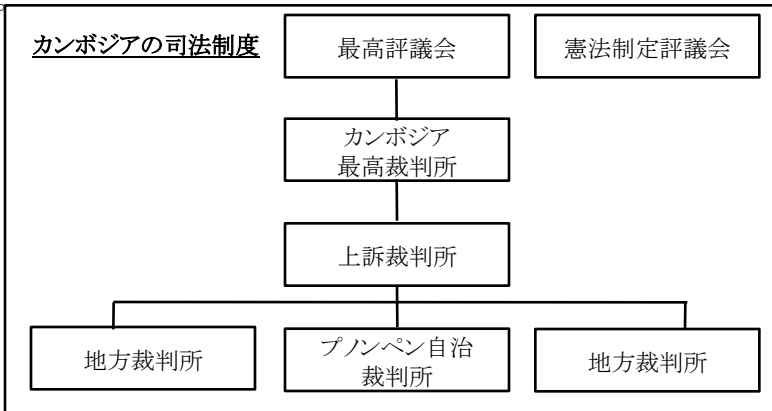 カンボジアの司法制度
最高評議会
憲法制定評議会
カンボジア
最高裁判所
上訴裁判所
地方裁判所
プノンペン自治
裁判所
地方裁判所